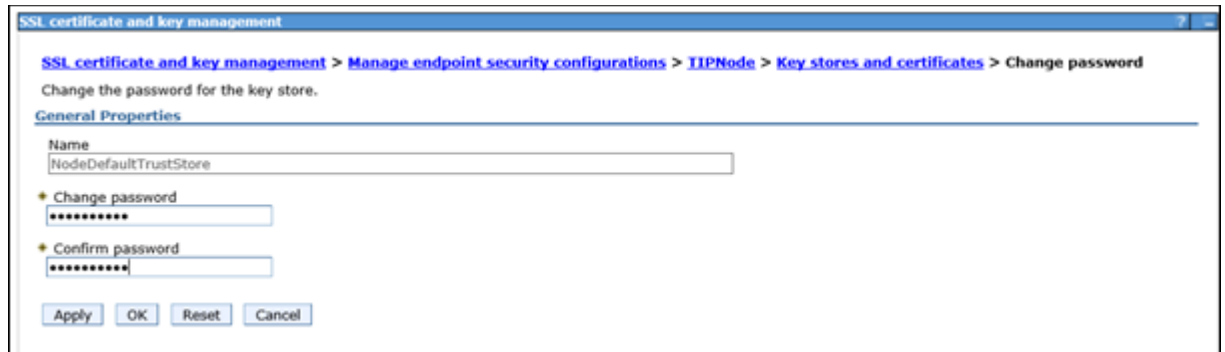 SSL certificate and key management ? _
SSL certificate and key management > Manage endpoint security configurations > TIPNode > Key stores and certificates > Change password
Change the password for the key store.
General Properties
Name
NodeDefaultTrustStore
Change password
••••••••••
Confirm password
••••••••••
Apply OK Reset Cancel